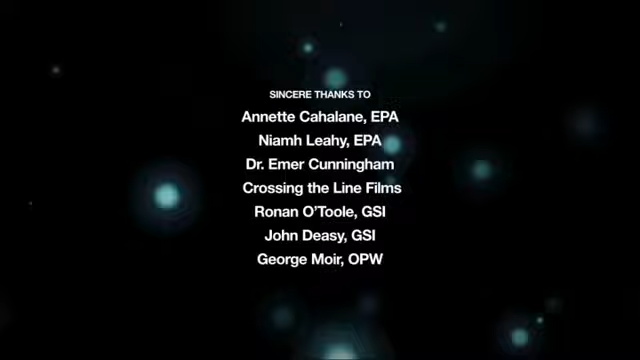 SINCERE THANKS TO
Annette Cahalane, EPA
Niamh Leahy, EPA
Dr. Emer Cunningham
Crossing the Line Films
Ronan O'Toole, GSI
John Deasy, GSI
George Moir, OPW